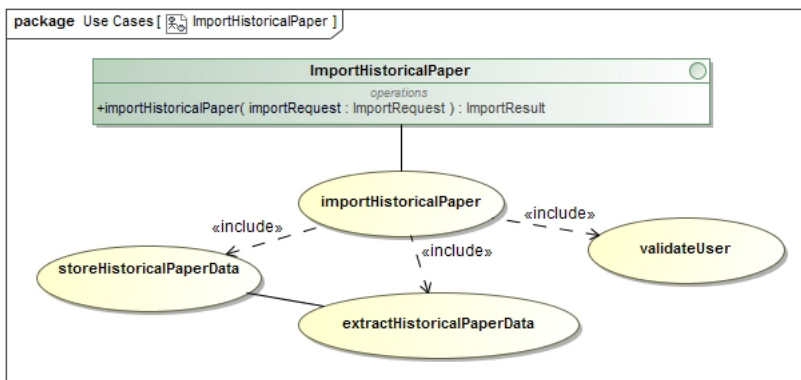 package Use Cases [ ImportHistoricalPaper ]
ImportHistoricalPaper
operations
+importHistoricalPaper( importRequest : ImportRequest ) : ImportResult
importHistoricalPaper
«include»
«include»
«include»
validateUser
storeHistoricalPaperData
extractHistoricalPaperData